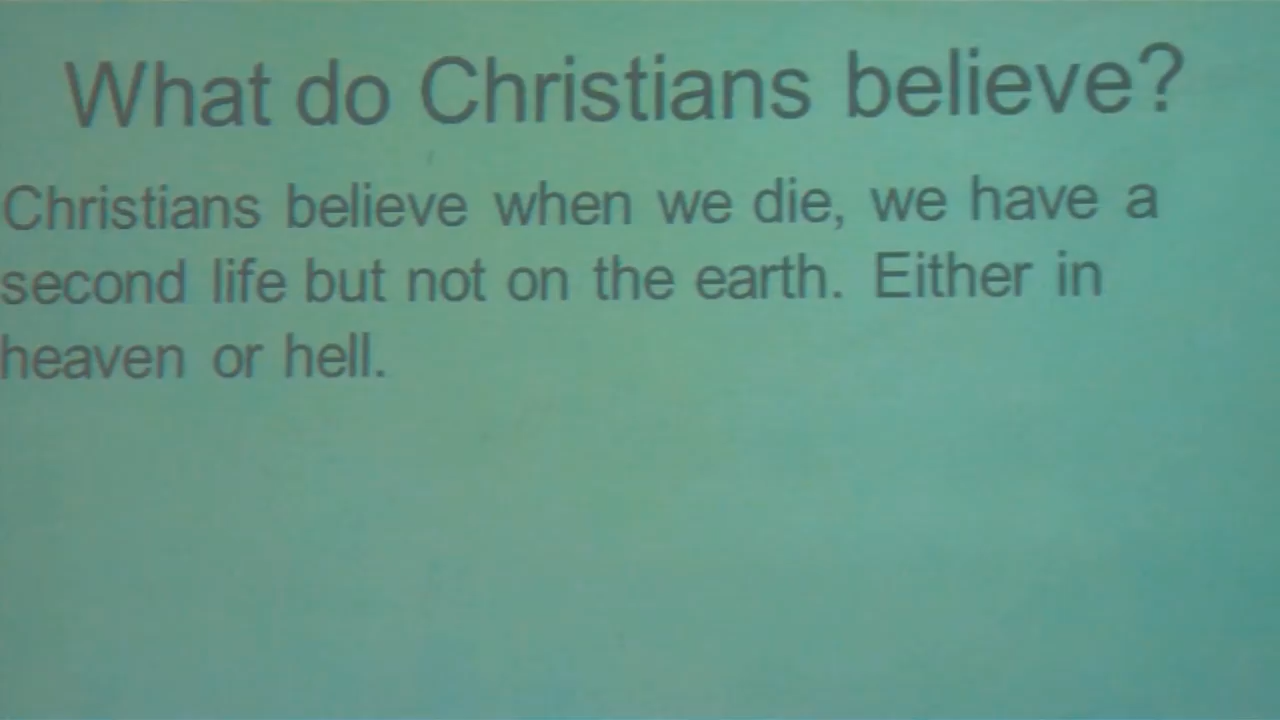 What do Christians believe?
Christians believe when we die, we have a
second life but not on the earth. Either in
heaven or hell.